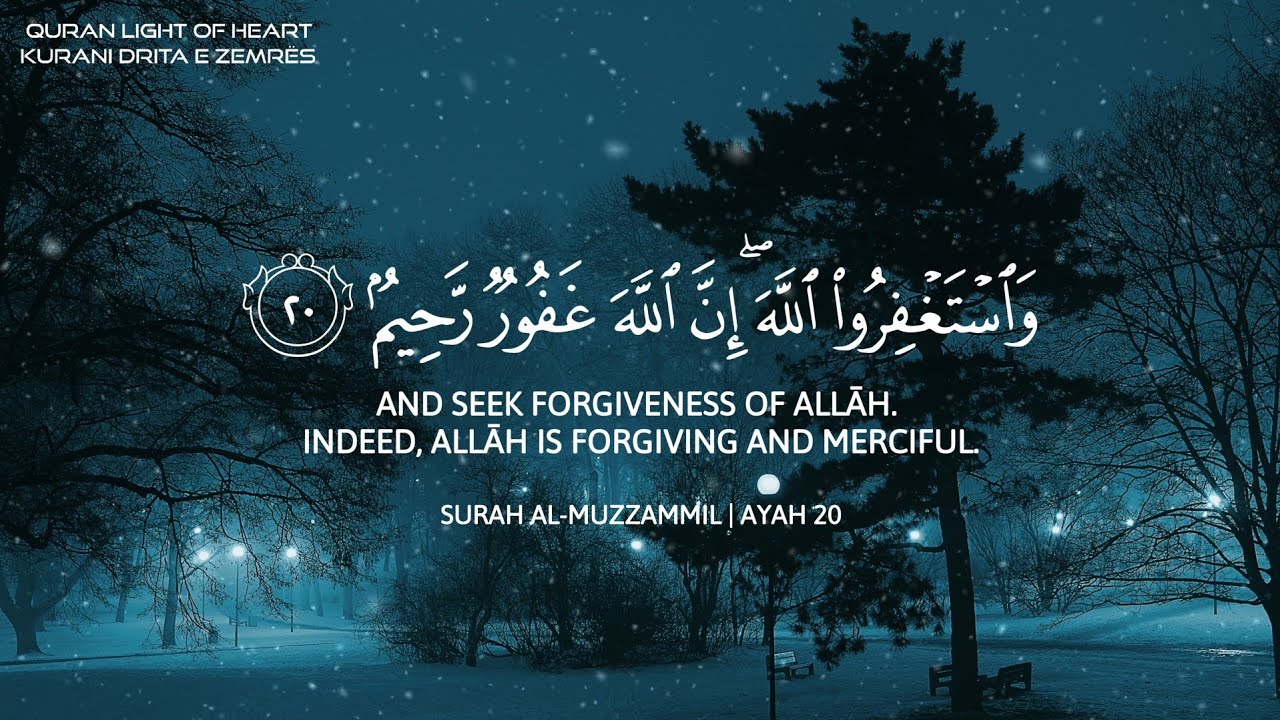 QURAN LIGHT OF HEART
KURANI DRITA E ZEMRËS
وَٱسْتَغْفِرُوا۟ ٱللَّهَ ۖ إِنَّ ٱللَّهَ غَفُورٌ رَّحِيمٌۢ ٢٠
AND SEEK FORGIVENESS OF ALLĀH.
INDEED, ALLĀH IS FORGIVING AND MERCIFUL.
SURAH AL-MUZZAMMIL | AYAH 20